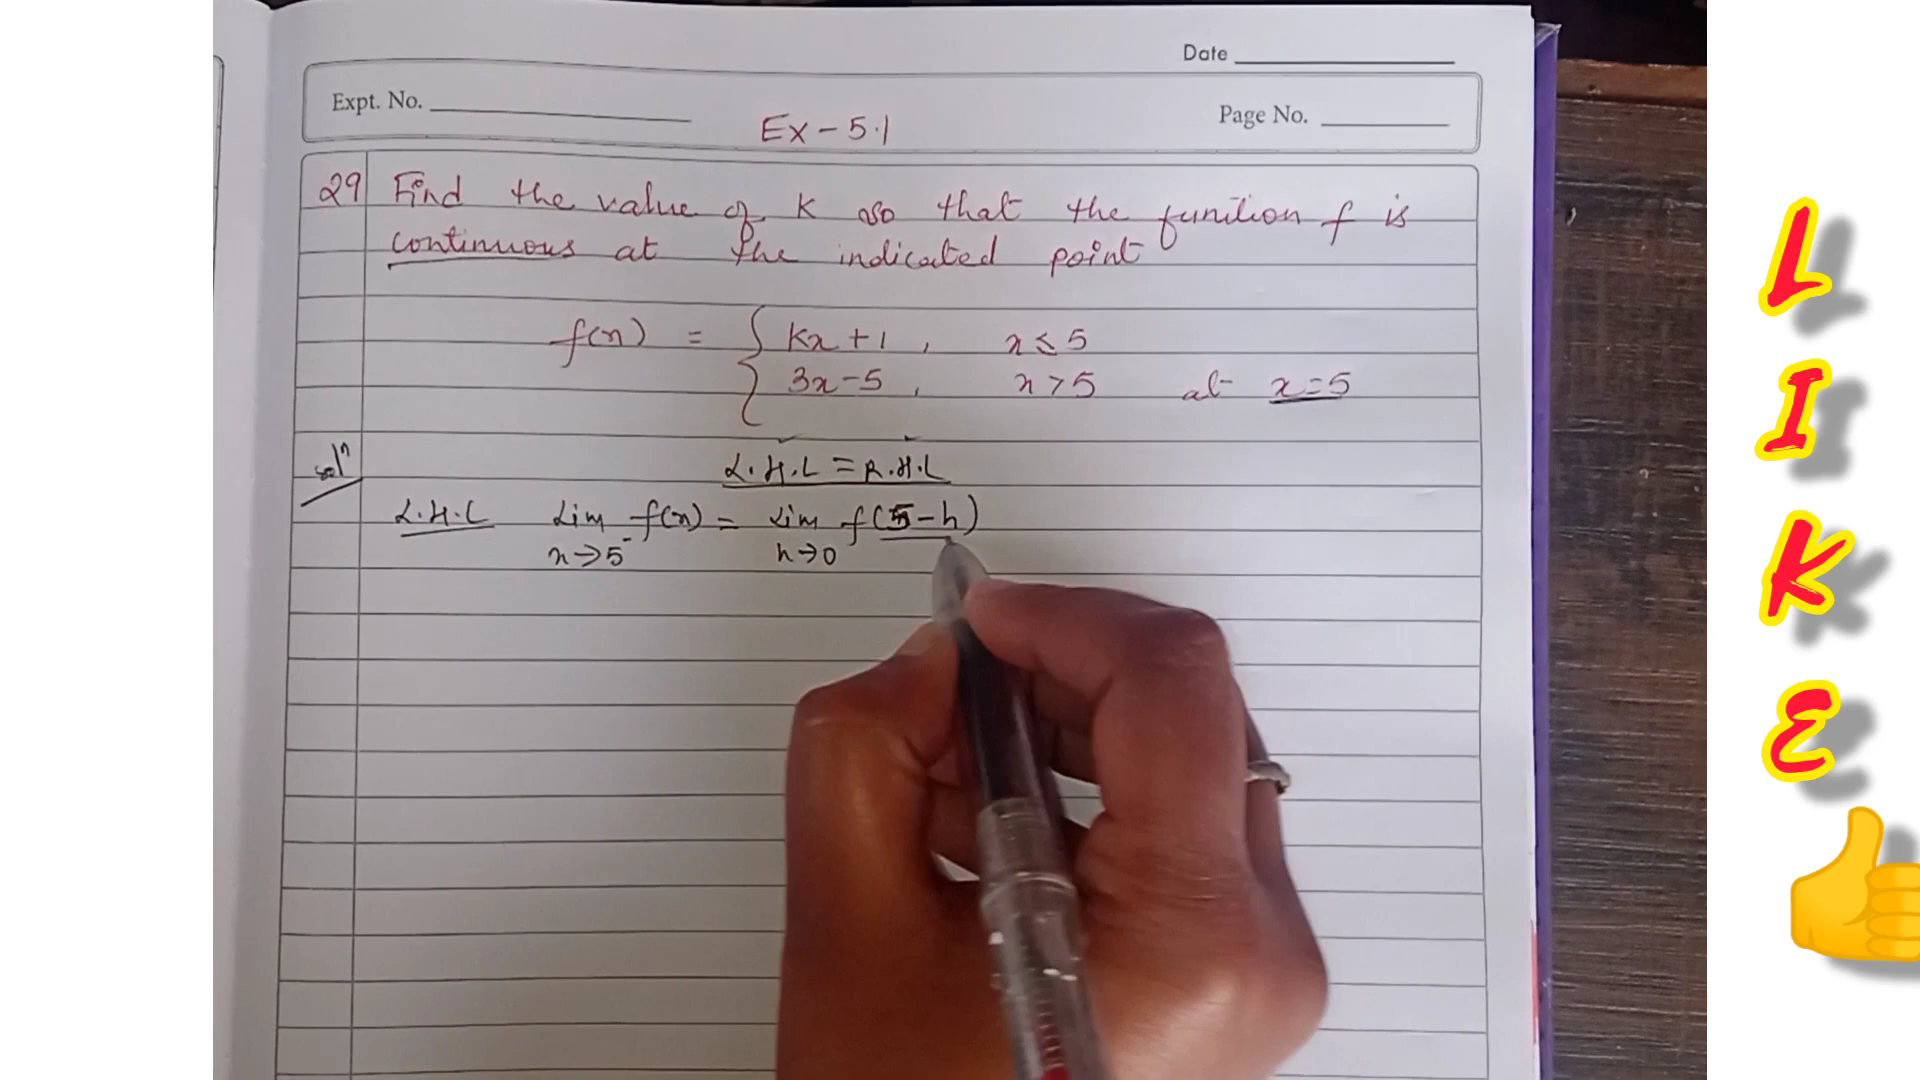 Date
Expt. No.
Page No.
Ex - 5.1
29 Find the value of K so that the function f is
continuous at the indicated point
f(x) = { Kx + 1 , x ≤ 5
3x - 5 , x > 5 at x = 5
solⁿ
L.H.L = R.H.L
L.H.L Lim f(x) = Lim f(5 - h)
x → 5⁻ h → 0
L
I
K
E